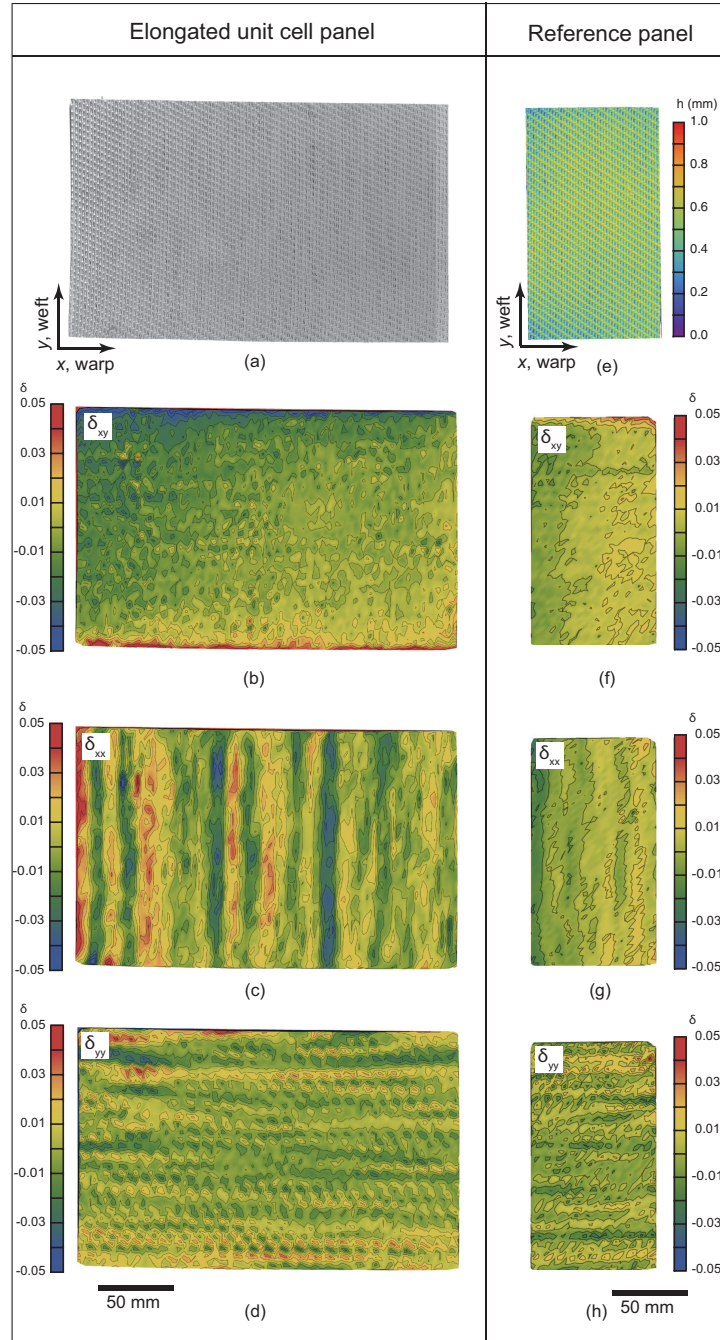 Elongated unit cell panel
Reference panel
y, weft
x, warp
(a)
h (mm)
1.0
0.8
0.6
0.4
0.2
0.0
y, weft
x, warp
(e)
δ
0.05
0.03
0.01
-0.01
-0.03
-0.05
δxy
(b)
δxy
δ
0.05
0.03
0.01
-0.01
-0.03
-0.05
(f)
δ
0.05
0.03
0.01
-0.01
-0.03
-0.05
δxx
(c)
δxx
δ
0.05
0.03
0.01
-0.01
-0.03
-0.05
(g)
δ
0.05
0.03
0.01
-0.01
-0.03
-0.05
δyy
50 mm
(d)
δyy
δ
0.05
0.03
0.01
-0.01
-0.03
-0.05
(h)
50 mm